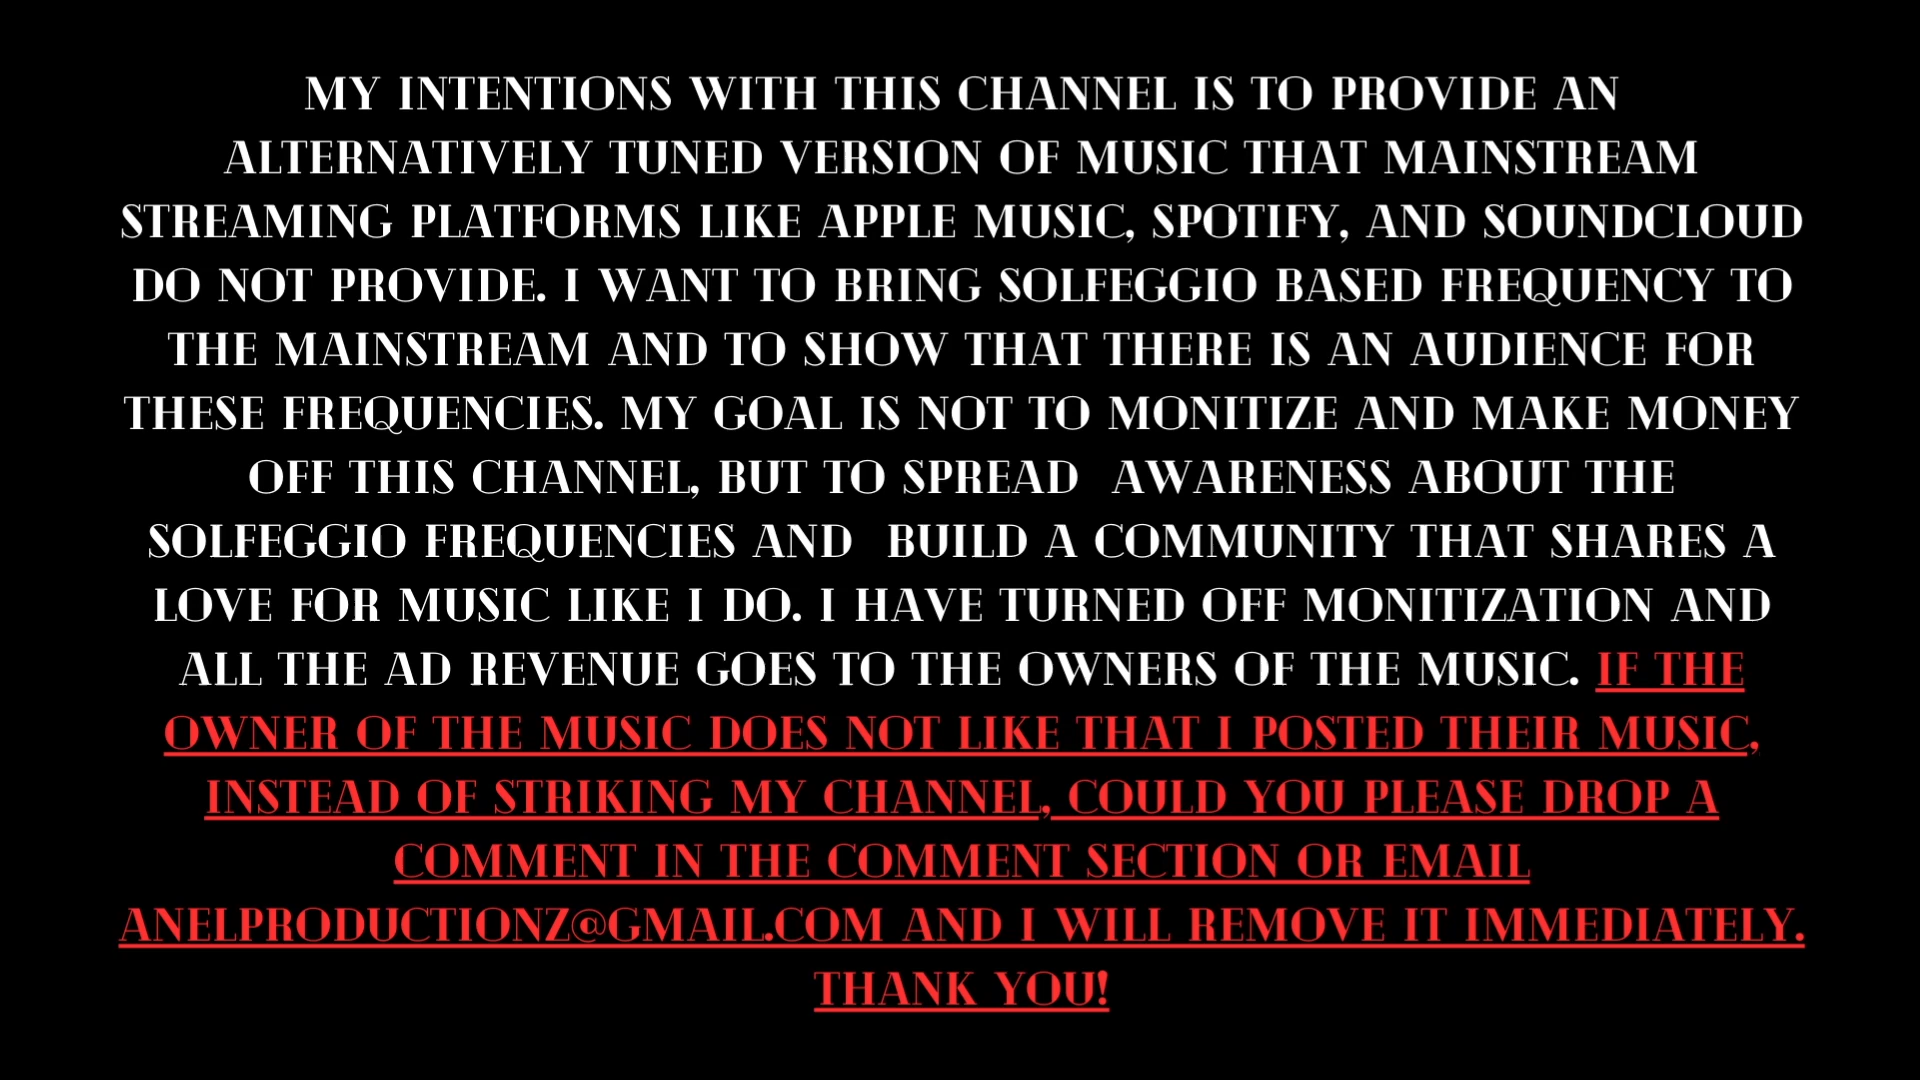 MY INTENTIONS WITH THIS CHANNEL IS TO PROVIDE AN
ALTERNATIVELY TUNED VERSION OF MUSIC THAT MAINSTREAM
STREAMING PLATFORMS LIKE APPLE MUSIC, SPOTIFY, AND SOUNDCLOUD
DO NOT PROVIDE. I WANT TO BRING SOLFEGGIO BASED FREQUENCY TO
THE MAINSTREAM AND TO SHOW THAT THERE IS AN AUDIENCE FOR
THESE FREQUENCIES. MY GOAL IS NOT TO MONITIZE AND MAKE MONEY
OFF THIS CHANNEL, BUT TO SPREAD  AWARENESS ABOUT THE
SOLFEGGIO FREQUENCIES AND  BUILD A COMMUNITY THAT SHARES A
LOVE FOR MUSIC LIKE I DO. I HAVE TURNED OFF MONITIZATION AND
ALL THE AD REVENUE GOES TO THE OWNERS OF THE MUSIC. IF THE
OWNER OF THE MUSIC DOES NOT LIKE THAT I POSTED THEIR MUSIC,
INSTEAD OF STRIKING MY CHANNEL, COULD YOU PLEASE DROP A
COMMENT IN THE COMMENT SECTION OR EMAIL
ANELPRODUCTIONZ@GMAIL.COM AND I WILL REMOVE IT IMMEDIATELY.
THANK YOU!